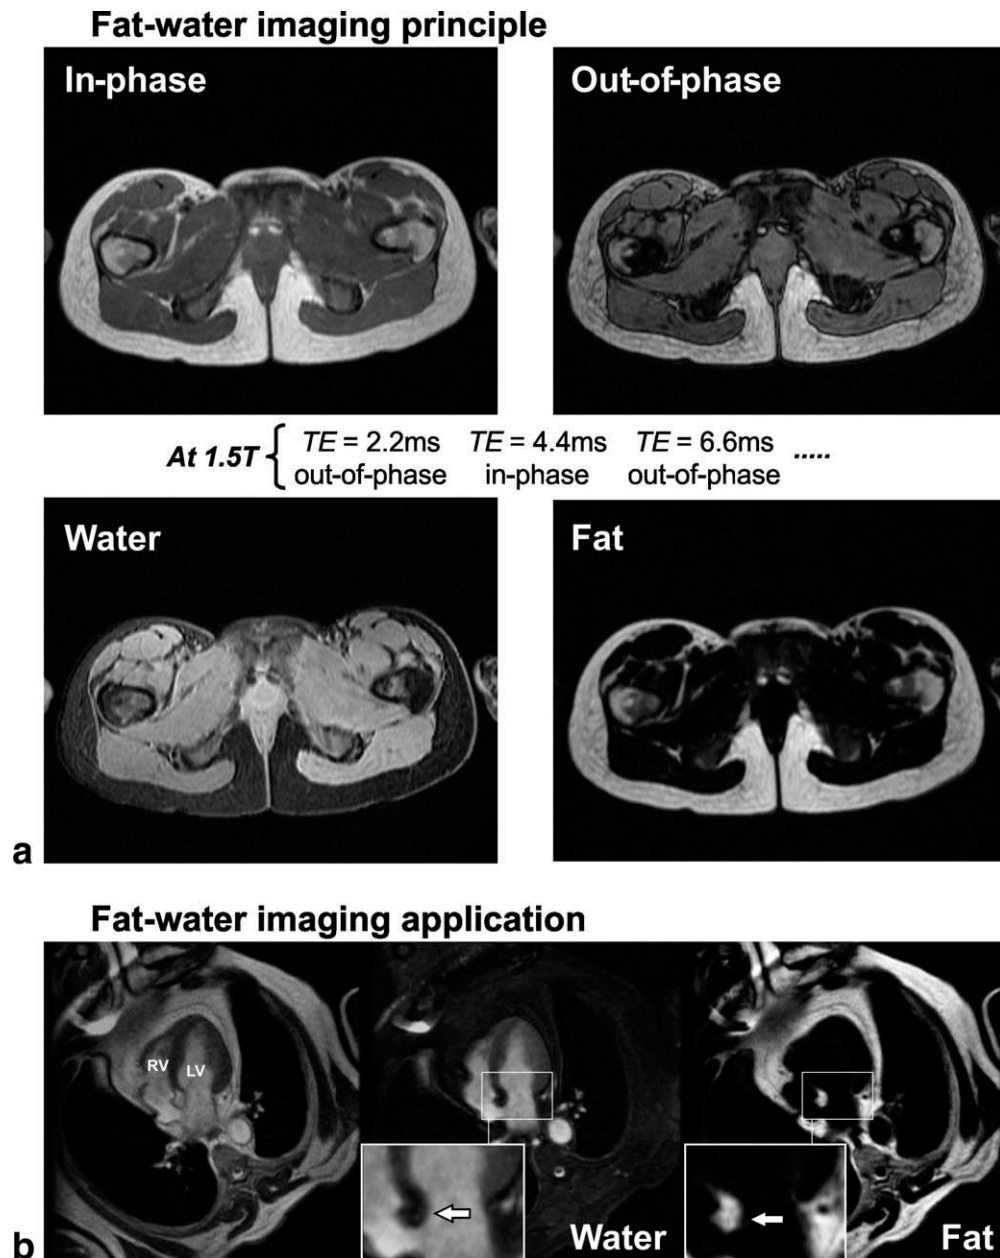 Fat-water imaging principle
In-phase
Out-of-phase
At 1.5T { TE = 2.2ms TE = 4.4ms TE = 6.6ms .....
out-of-phase in-phase out-of-phase
Water
Fat
a
Fat-water imaging application
RV
LV
Water
Fat
b